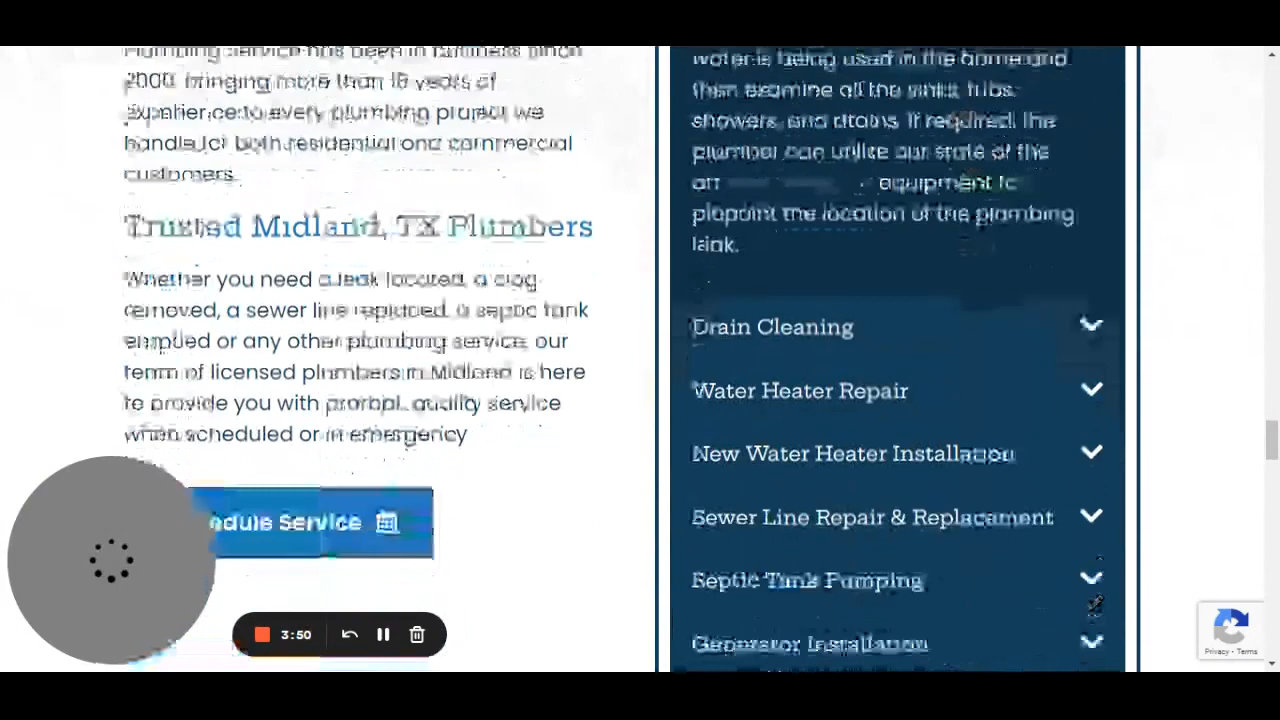 Plumbing Service has been in business since
2000, bringing more than 18 years of
experience to every plumbing project we
handle for both residential and commercial
customers.
Trusted Midland, TX Plumbers
Whether you need a leak located, a clog
removed, a sewer line replaced, a septic tank
emptied or any other plumbing service, our
team of licensed plumbers in Midland is here
to provide you with prompt, quality service
when scheduled or in emergency
edule Service
3:50
water is being used in the home and
then examine all the sinks, tubs,
showers, and drains. If required, the
plumber can utilize our state of the
art equipment to
pinpoint the location of the plumbing
leak.
Drain Cleaning
Water Heater Repair
New Water Heater Installation
Sewer Line Repair & Replacement
Septic Tank Pumping
Generator Installation
Privacy - Terms